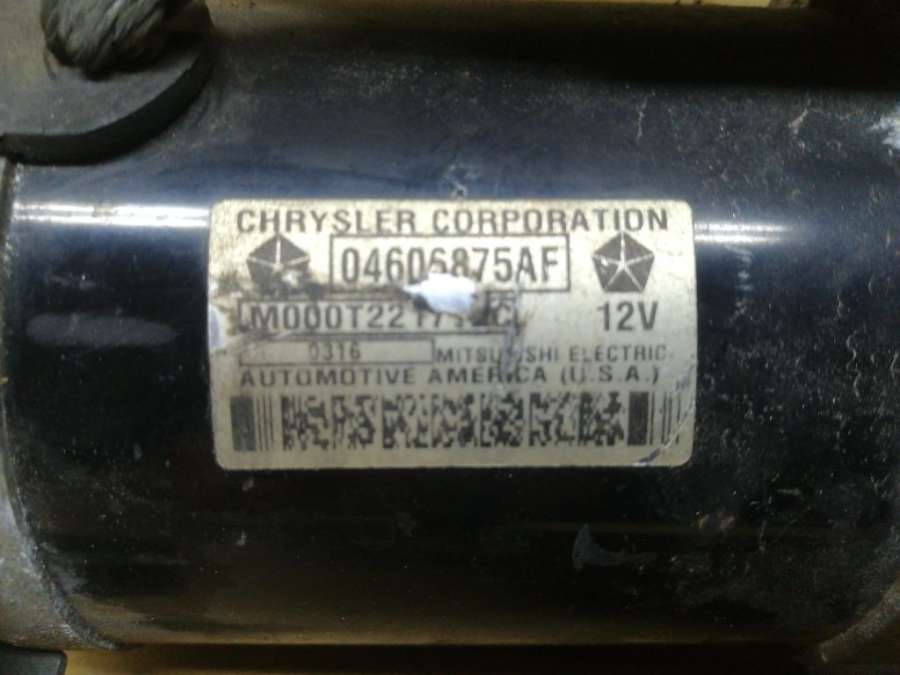 CHRYSLER CORPORATION
04606875AF
12V
0316
MITSUBISHI ELECTRIC
AUTOMOTIVE AMERICA (U.S.A.)